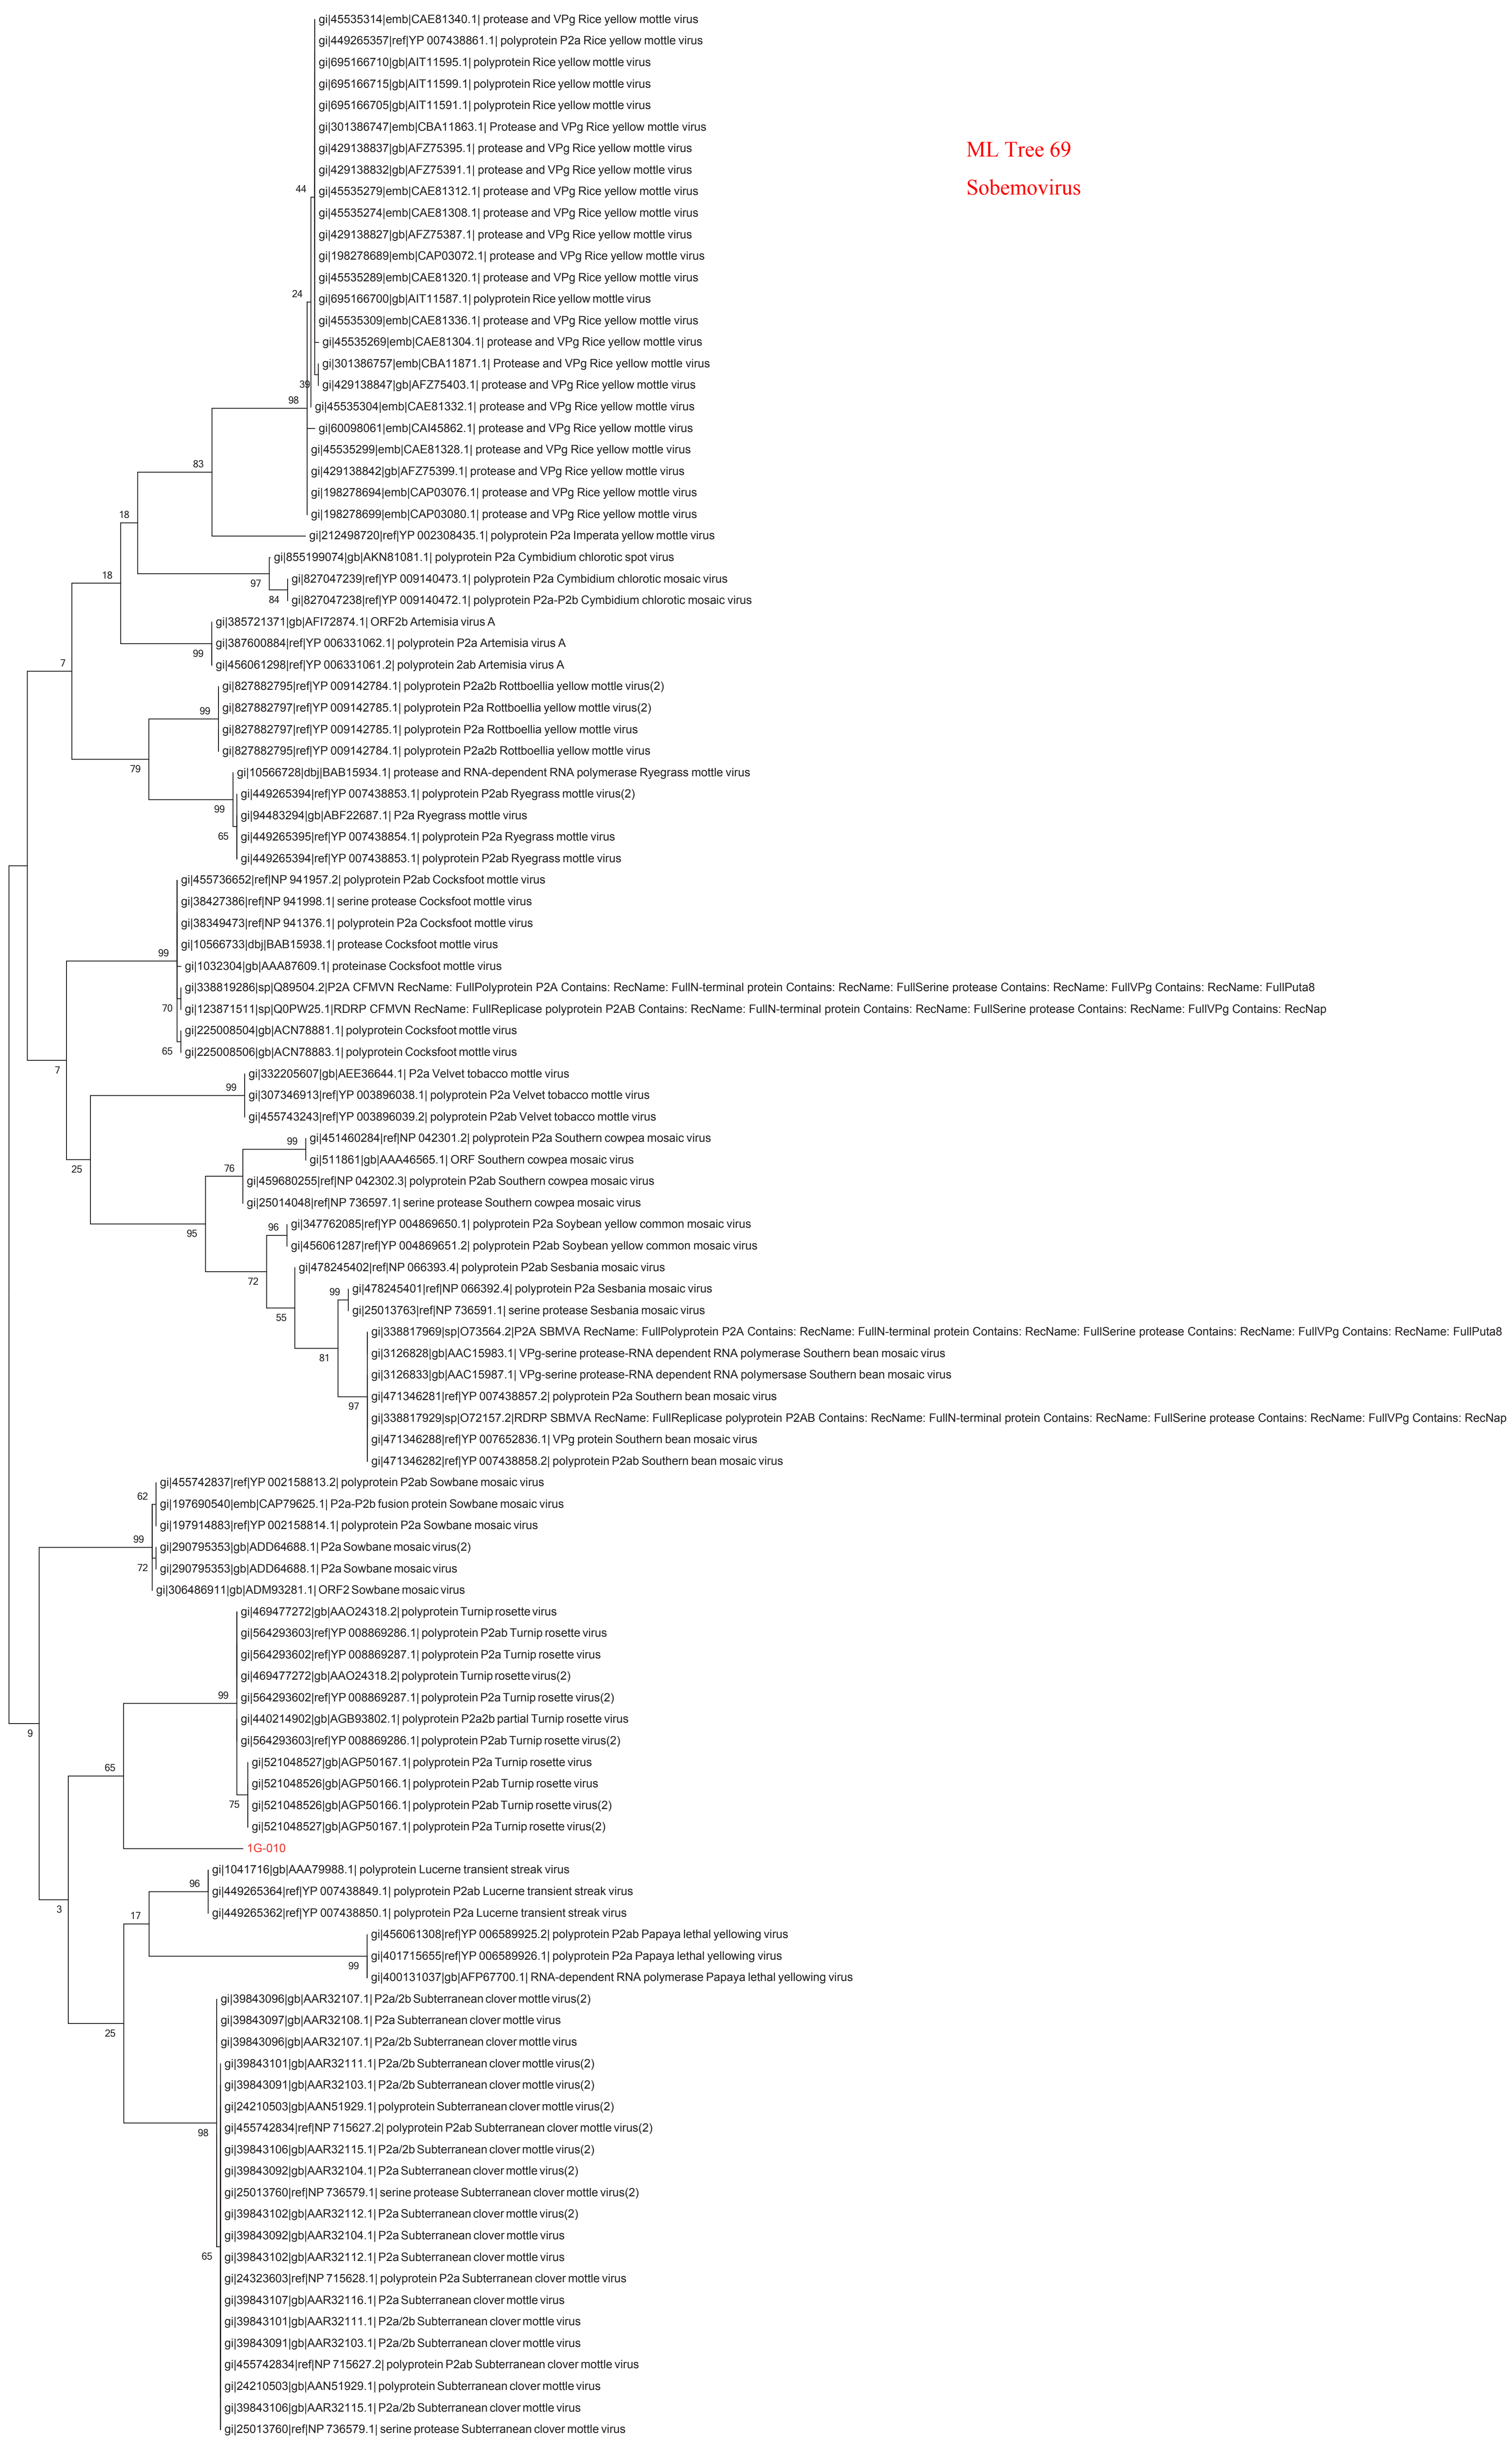 gi|45535314|emb|CAE81340.1| protease and VPg Rice yellow mottle virus
gi|449265357|ref|YP 007438861.1| polyprotein P2a Rice yellow mottle virus
gi|695166710|gb|AIT11595.1| polyprotein Rice yellow mottle virus
gi|695166715|gb|AIT11599.1| polyprotein Rice yellow mottle virus
gi|695166705|gb|AIT11591.1| polyprotein Rice yellow mottle virus
gi|301386747|emb|CBA11863.1| Protease and VPg Rice yellow mottle virus
gi|429138837|gb|AFZ75395.1| protease and VPg Rice yellow mottle virus
ML Tree 69
gi|429138832|gb|AFZ75391.1| protease and VPg Rice yellow mottle virus
44
gi|45535279|emb|CAE81312.1| protease and VPg Rice yellow mottle virus
Sobemovirus
gi|45535274|emb|CAE81308.1| protease and VPg Rice yellow mottle virus
gi|429138827|gb|AFZ75387.1| protease and VPg Rice yellow mottle virus
gi|198278689|emb|CAP03072.1| protease and VPg Rice yellow mottle virus
gi|45535289|emb|CAE81320.1| protease and VPg Rice yellow mottle virus
24
gi|695166700|gb|AIT11587.1| polyprotein Rice yellow mottle virus
gi|45535309|emb|CAE81336.1| protease and VPg Rice yellow mottle virus
gi|45535269|emb|CAE81304.1| protease and VPg Rice yellow mottle virus
gi|301386757|emb|CBA11871.1| Protease and VPg Rice yellow mottle virus
39
gi|429138847|gb|AFZ75403.1| protease and VPg Rice yellow mottle virus
98
gi|45535304|emb|CAE81332.1| protease and VPg Rice yellow mottle virus
gi|60098061|emb|CAI45862.1| protease and VPg Rice yellow mottle virus
gi|45535299|emb|CAE81328.1| protease and VPg Rice yellow mottle virus
83
gi|429138842|gb|AFZ75399.1| protease and VPg Rice yellow mottle virus
gi|198278694|emb|CAP03076.1| protease and VPg Rice yellow mottle virus
18
gi|198278699|emb|CAP03080.1| protease and VPg Rice yellow mottle virus
gi|212498720|ref|YP 002308435.1| polyprotein P2a Imperata yellow mottle virus
gi|855199074|gb|AKN81081.1| polyprotein P2a Cymbidium chlorotic spot virus
18
97
gi|827047239|ref|YP 009140473.1| polyprotein P2a Cymbidium chlorotic mosaic virus
84
gi|827047238|ref|YP 009140472.1| polyprotein P2a-P2b Cymbidium chlorotic mosaic virus
gi|385721371|gb|AFI72874.1| ORF2b Artemisia virus A
gi|387600884|ref|YP 006331062.1| polyprotein P2a Artemisia virus A
99
7
gi|456061298|ref|YP 006331061.2| polyprotein 2ab Artemisia virus A
gi|827882795|ref|YP 009142784.1| polyprotein P2a2b Rottboellia yellow mottle virus(2)
99
gi|827882797|ref|YP 009142785.1| polyprotein P2a Rottboellia yellow mottle virus(2)
gi|827882797|ref|YP 009142785.1| polyprotein P2a Rottboellia yellow mottle virus
gi|827882795|ref|YP 009142784.1| polyprotein P2a2b Rottboellia yellow mottle virus
79
gi|10566728|dbj|BAB15934.1| protease and RNA-dependent RNA polymerase Ryegrass mottle virus
gi|449265394|ref|YP 007438853.1| polyprotein P2ab Ryegrass mottle virus(2)
99
gi|94483294|gb|ABF22687.1| P2a Ryegrass mottle virus
65
gi|449265395|ref|YP 007438854.1| polyprotein P2a Ryegrass mottle virus
gi|449265394|ref|YP 007438853.1| polyprotein P2ab Ryegrass mottle virus
gi|455736652|ref|NP 941957.2| polyprotein P2ab Cocksfoot mottle virus
gi|38427386|ref|NP 941998.1| serine protease Cocksfoot mottle virus
gi|38349473|ref|NP 941376.1| polyprotein P2a Cocksfoot mottle virus
gi|10566733|dbj|BAB15938.1| protease Cocksfoot mottle virus
99
gi|1032304|gb|AAA87609.1| proteinase Cocksfoot mottle virus
gi|338819286|sp|Q89504.2|P2A CFMVN RecName: FullPolyprotein P2A Contains: RecName: FullN-terminal protein Contains: RecName: FullSerine protease Contains: RecName: FullVPg Contains: RecName: FullPuta8
70
gi|123871511|sp|Q0PW25.1|RDRP CFMVN RecName: FullReplicase polyprotein P2AB Contains: RecName: FullN-terminal protein Contains: RecName: FullSerine protease Contains: RecName: FullVPg Contains: RecNap
gi|225008504|gb|ACN78881.1| polyprotein Cocksfoot mottle virus
65
gi|225008506|gb|ACN78883.1| polyprotein Cocksfoot mottle virus
7
gi|332205607|gb|AEE36644.1| P2a Velvet tobacco mottle virus
99
gi|307346913|ref|YP 003896038.1| polyprotein P2a Velvet tobacco mottle virus
gi|455743243|ref|YP 003896039.2| polyprotein P2ab Velvet tobacco mottle virus
gi|451460284|ref|NP 042301.2| polyprotein P2a Southern cowpea mosaic virus
99
gi|511861|gb|AAA46565.1| ORF Southern cowpea mosaic virus
25
76
gi|459680255|ref|NP 042302.3| polyprotein P2ab Southern cowpea mosaic virus
gi|25014048|ref|NP 736597.1| serine protease Southern cowpea mosaic virus
gi|347762085|ref|YP 004869650.1| polyprotein P2a Soybean yellow common mosaic virus
96
95
gi|456061287|ref|YP 004869651.2| polyprotein P2ab Soybean yellow common mosaic virus
gi|478245402|ref|NP 066393.4| polyprotein P2ab Sesbania mosaic virus
72
gi|478245401|ref|NP 066392.4| polyprotein P2a Sesbania mosaic virus
99
gi|25013763|ref|NP 736591.1| serine protease Sesbania mosaic virus
55
gi|338817969|sp|O73564.2|P2A SBMVA RecName: FullPolyprotein P2A Contains: RecName: FullN-terminal protein Contains: RecName: FullSerine protease Contains: RecName: FullVPg Contains: RecName: FullPuta8
gi|3126828|gb|AAC15983.1| VPg-serine protease-RNA dependent RNA polymerase Southern bean mosaic virus
81
gi|3126833|gb|AAC15987.1| VPg-serine protease-RNA dependent RNA polymersase Southern bean mosaic virus
gi|471346281|ref|YP 007438857.2| polyprotein P2a Southern bean mosaic virus
97
gi|338817929|sp|O72157.2|RDRP SBMVA RecName: FullReplicase polyprotein P2AB Contains: RecName: FullN-terminal protein Contains: RecName: FullSerine protease Contains: RecName: FullVPg Contains: RecNap
gi|471346288|ref|YP 007652836.1| VPg protein Southern bean mosaic virus
gi|471346282|ref|YP 007438858.2| polyprotein P2ab Southern bean mosaic virus
gi|455742837|ref|YP 002158813.2| polyprotein P2ab Sowbane mosaic virus
62
gi|197690540|emb|CAP79625.1| P2a-P2b fusion protein Sowbane mosaic virus
gi|197914883|ref|YP 002158814.1| polyprotein P2a Sowbane mosaic virus
99
gi|290795353|gb|ADD64688.1| P2a Sowbane mosaic virus(2)
72
gi|290795353|gb|ADD64688.1| P2a Sowbane mosaic virus
gi|306486911|gb|ADM93281.1| ORF2 Sowbane mosaic virus
gi|469477272|gb|AAO24318.2| polyprotein Turnip rosette virus
gi|564293603|ref|YP 008869286.1| polyprotein P2ab Turnip rosette virus
gi|564293602|ref|YP 008869287.1| polyprotein P2a Turnip rosette virus
gi|469477272|gb|AAO24318.2| polyprotein Turnip rosette virus(2)
99
gi|564293602|ref|YP 008869287.1| polyprotein P2a Turnip rosette virus(2)
gi|440214902|gb|AGB93802.1| polyprotein P2a2b partial Turnip rosette virus
9
gi|564293603|ref|YP 008869286.1| polyprotein P2ab Turnip rosette virus(2)
gi|521048527|gb|AGP50167.1| polyprotein P2a Turnip rosette virus
65
gi|521048526|gb|AGP50166.1| polyprotein P2ab Turnip rosette virus
75
gi|521048526|gb|AGP50166.1| polyprotein P2ab Turnip rosette virus(2)
gi|521048527|gb|AGP50167.1| polyprotein P2a Turnip rosette virus(2)
1G-010
gi|1041716|gb|AAA79988.1| polyprotein Lucerne transient streak virus
96
gi|449265364|ref|YP 007438849.1| polyprotein P2ab Lucerne transient streak virus
3
gi|449265362|ref|YP 007438850.1| polyprotein P2a Lucerne transient streak virus
17
gi|456061308|ref|YP 006589925.2| polyprotein P2ab Papaya lethal yellowing virus
gi|401715655|ref|YP 006589926.1| polyprotein P2a Papaya lethal yellowing virus
99
gi|400131037|gb|AFP67700.1| RNA-dependent RNA polymerase Papaya lethal yellowing virus
gi|39843096|gb|AAR32107.1| P2a/2b Subterranean clover mottle virus(2)
gi|39843097|gb|AAR32108.1| P2a Subterranean clover mottle virus
25
gi|39843096|gb|AAR32107.1| P2a/2b Subterranean clover mottle virus
gi|39843101|gb|AAR32111.1| P2a/2b Subterranean clover mottle virus(2)
gi|39843091|gb|AAR32103.1| P2a/2b Subterranean clover mottle virus(2)
gi|24210503|gb|AAN51929.1| polyprotein Subterranean clover mottle virus(2)
98
gi|455742834|ref|NP 715627.2| polyprotein P2ab Subterranean clover mottle virus(2)
gi|39843106|gb|AAR32115.1| P2a/2b Subterranean clover mottle virus(2)
gi|39843092|gb|AAR32104.1| P2a Subterranean clover mottle virus(2)
gi|25013760|ref|NP 736579.1| serine protease Subterranean clover mottle virus(2)
gi|39843102|gb|AAR32112.1| P2a Subterranean clover mottle virus(2)
gi|39843092|gb|AAR32104.1| P2a Subterranean clover mottle virus
65
gi|39843102|gb|AAR32112.1| P2a Subterranean clover mottle virus
gi|24323603|ref|NP 715628.1| polyprotein P2a Subterranean clover mottle virus
gi|39843107|gb|AAR32116.1| P2a Subterranean clover mottle virus
gi|39843101|gb|AAR32111.1| P2a/2b Subterranean clover mottle virus
gi|39843091|gb|AAR32103.1| P2a/2b Subterranean clover mottle virus
gi|455742834|ref|NP 715627.2| polyprotein P2ab Subterranean clover mottle virus
gi|24210503|gb|AAN51929.1| polyprotein Subterranean clover mottle virus
gi|39843106|gb|AAR32115.1| P2a/2b Subterranean clover mottle virus
gi|25013760|ref|NP 736579.1| serine protease Subterranean clover mottle virus